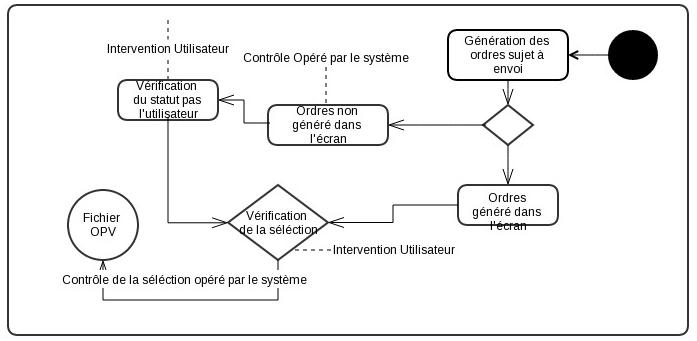 Intervention Utilisateur
Génération des
ordres sujet à
envoi
Contrôle Opéré par le système
Vérification
du statut pas
l'utilisateur
Ordres non
généré dans
l'écran
Ordres
généré dans
l'écran
Fichier
OPV
Vérification
de la séléction
Intervention Utilisateur
Contrôle de la séléction opéré par le système